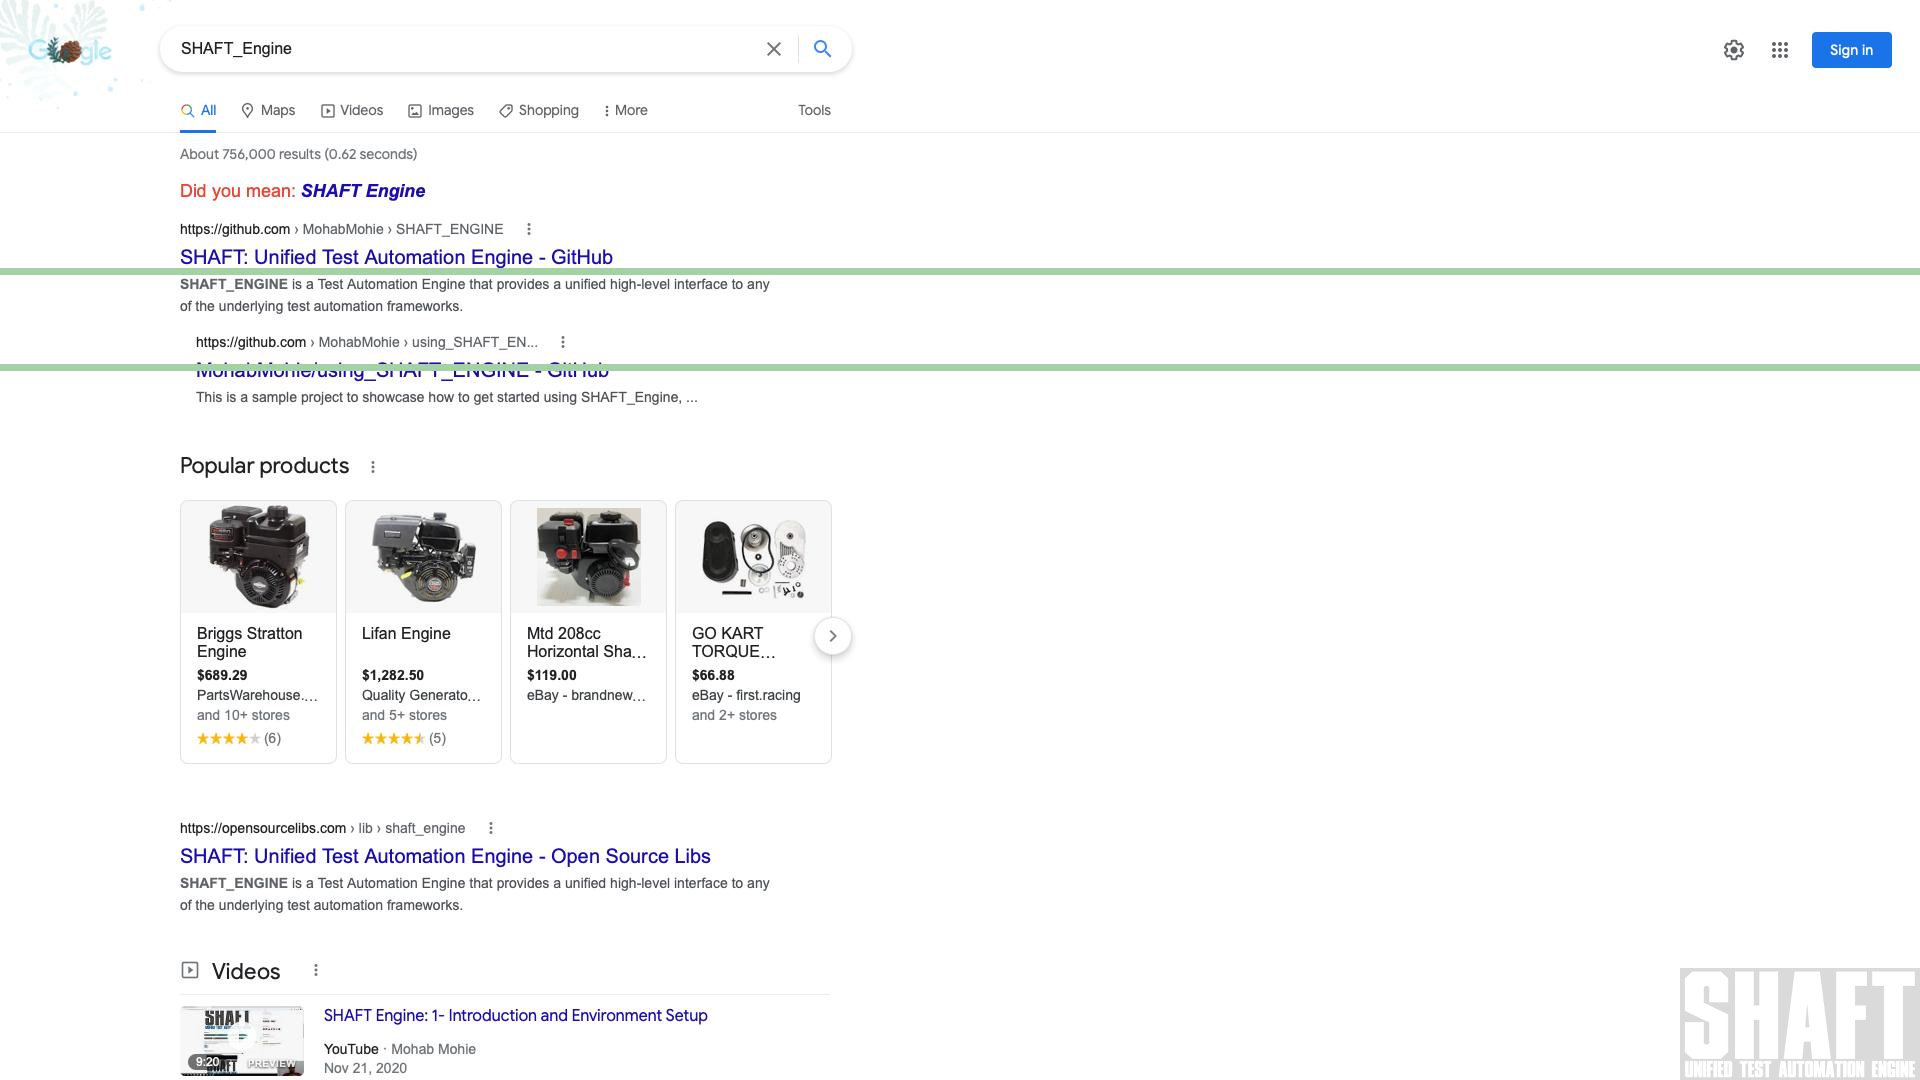 Google
SHAFT_Engine
Sign in
All
Maps
Videos
Images
Shopping
More
Tools
About 756,000 results (0.62 seconds)
Did you mean: SHAFT Engine
https://github.com › MohabMohie › SHAFT_ENGINE
SHAFT: Unified Test Automation Engine - GitHub
SHAFT_ENGINE is a Test Automation Engine that provides a unified high-level interface to any
of the underlying test automation frameworks.
https://github.com › MohabMohie › using_SHAFT_EN...
MohabMohie/using_SHAFT_ENGINE - GitHub
This is a sample project to showcase how to get started using SHAFT_Engine, ...
Popular products
Briggs Stratton
Engine
$689.29
PartsWarehouse....
and 10+ stores
(6)
Lifan Engine
$1,282.50
Quality Generato...
and 5+ stores
(5)
Mtd 208cc
Horizontal Sha...
$119.00
eBay - brandnew...
GO KART
TORQUE...
$66.88
eBay - first.racing
and 2+ stores
https://opensourcelibs.com › lib › shaft_engine
SHAFT: Unified Test Automation Engine - Open Source Libs
SHAFT_ENGINE is a Test Automation Engine that provides a unified high-level interface to any
of the underlying test automation frameworks.
Videos
SHAFT
9:20
SHAFT
PREVIEW
SHAFT Engine: 1- Introduction and Environment Setup
YouTube · Mohab Mohie
Nov 21, 2020
SHAFT
UNIFIED TEST AUTOMATION ENGINE